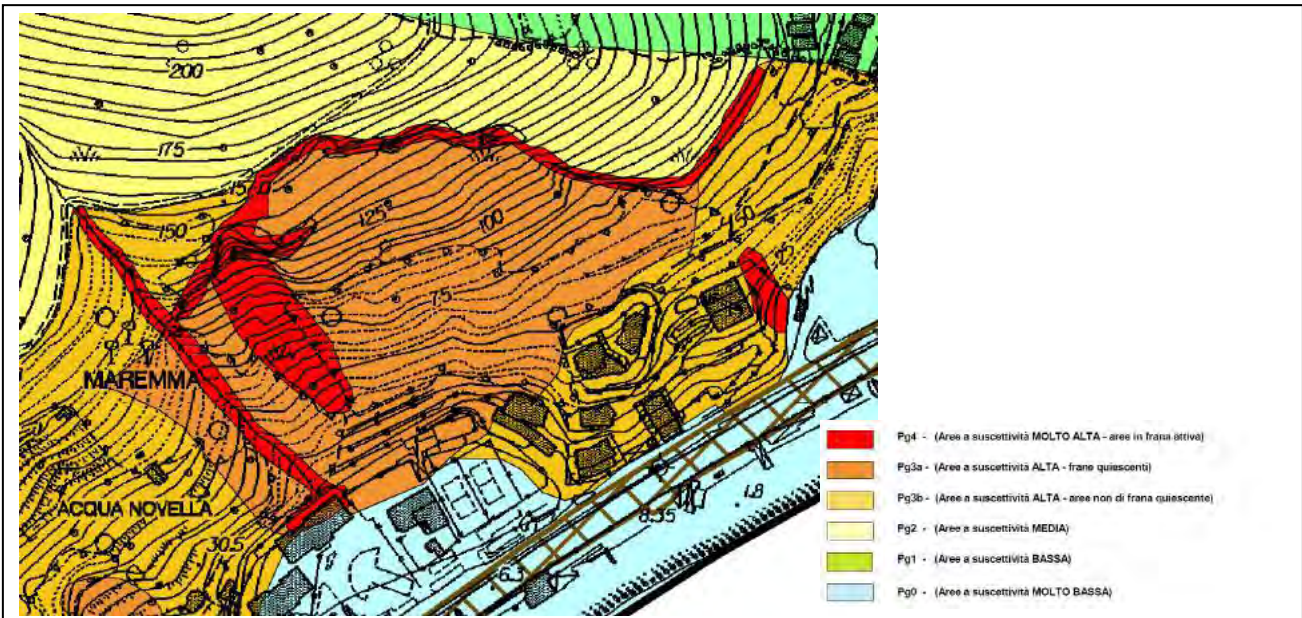 200
175
157.0
150
125
100
75
50
MAREMMA
ACQUA NOVELLA
30.5
8.35
1.8
6.3
Pg4 - (Aree a suscettività MOLTO ALTA - aree in frana attiva)
Pg3a - (Aree a suscettività ALTA - frane quiescenti)
Pg3b - (Aree a suscettività ALTA - aree non di frana quiescente)
Pg2 - (Aree a suscettività MEDIA)
Pg1 - (Aree a suscettività BASSA)
Pg0 - (Aree a suscettività MOLTO BASSA)